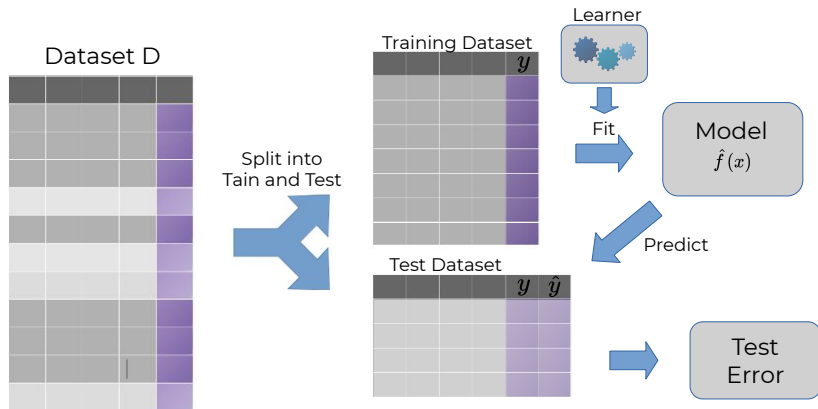 Dataset D
Split into
Tain and Test
Training Dataset
y
Learner
Fit
Model
f̂(x)
Predict
Test Dataset
y ŷ
Test
Error